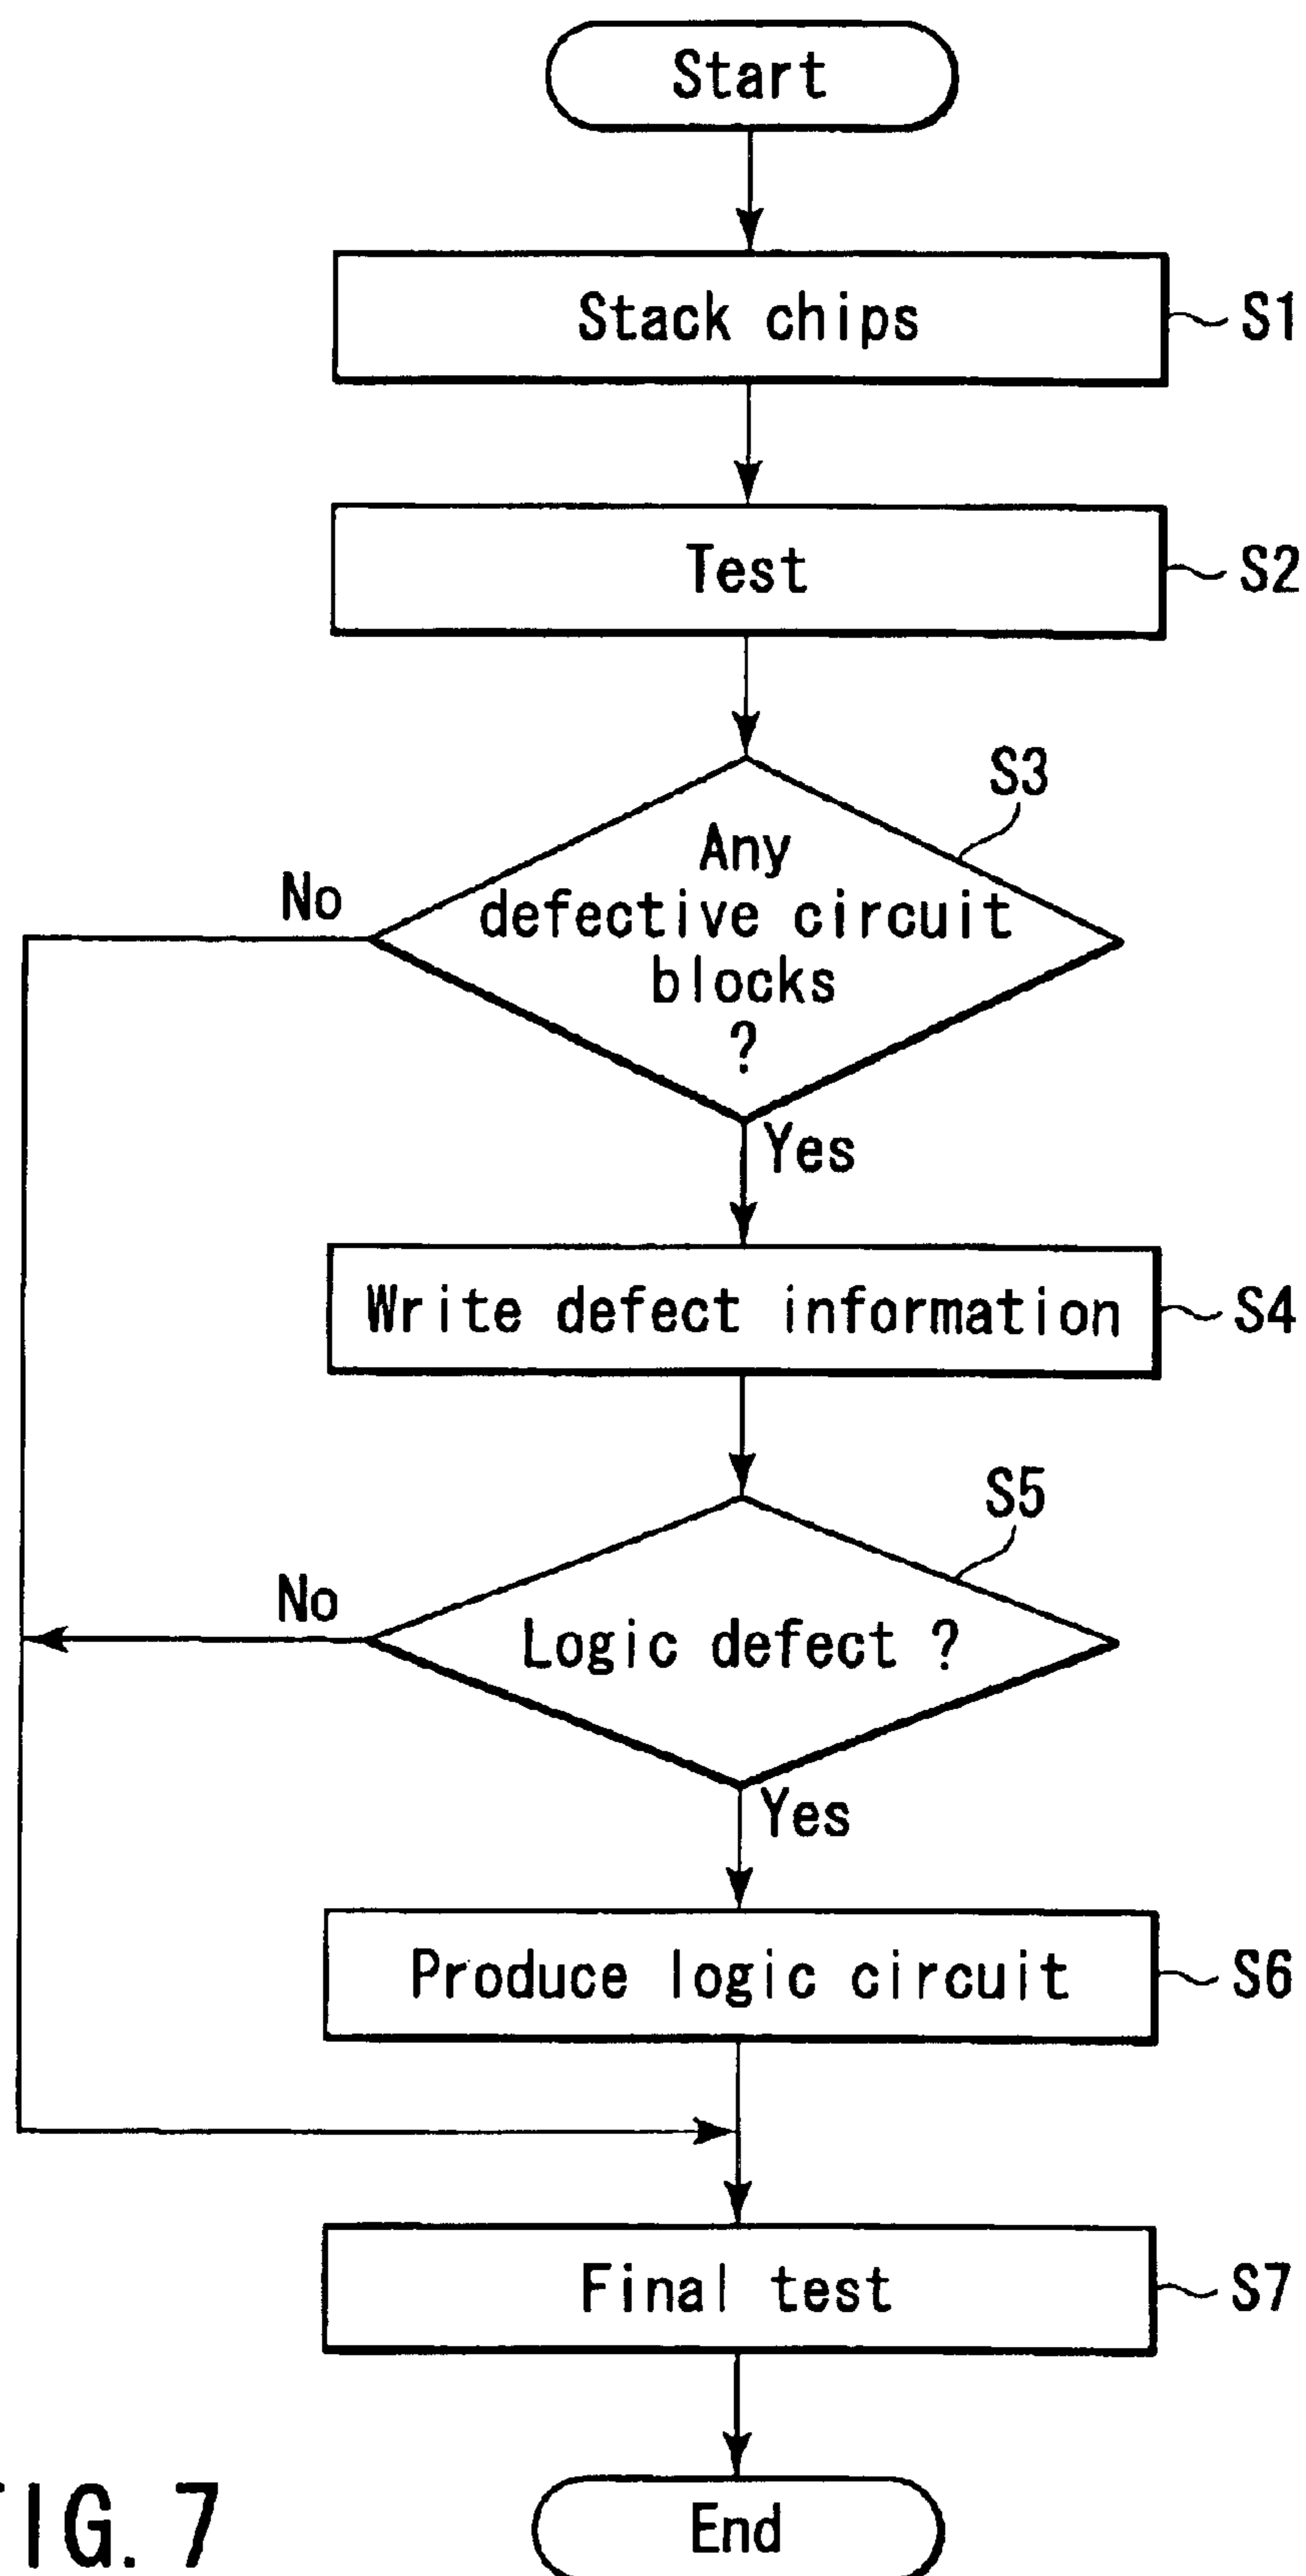 Start
Stack chips
S1
Test
S2
S3
Any
defective circuit
blocks
?
No
Yes
Write defect information
S4
S5
No
Logic defect ?
Yes
Produce logic circuit
S6
Final test
S7
End
FIG. 7